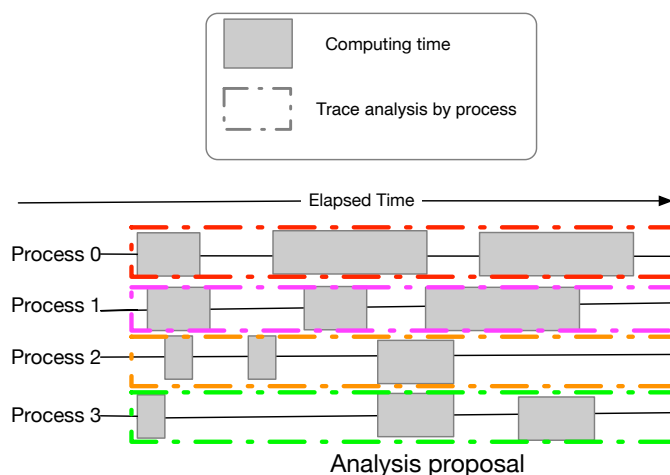 Computing time
Trace analysis by process
Elapsed Time
Process 0
Process 1
Process 2
Process 3
Analysis proposal